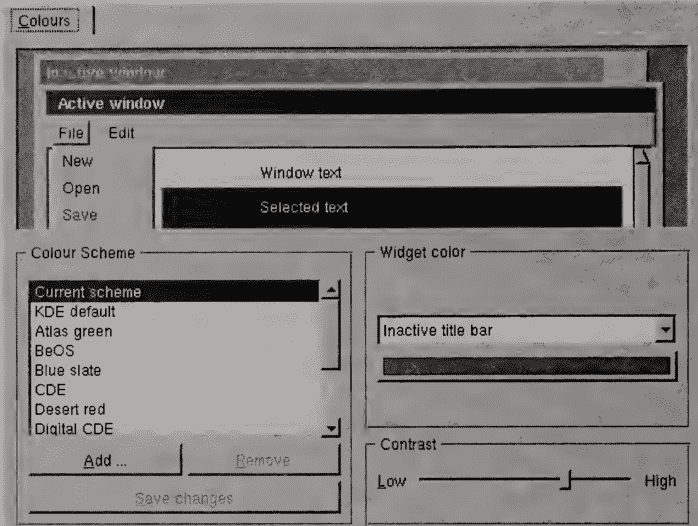 Colours
Inactive window
Active window
File Edit
New
Open
Save
Window text
Selected text
Colour Scheme
Current scheme
KDE default
Atlas green
BeOS
Blue slate
CDE
Desert red
Digital CDE
Add ...
Remove
Save changes
Widget color
Inactive title bar
Contrast
Low
High